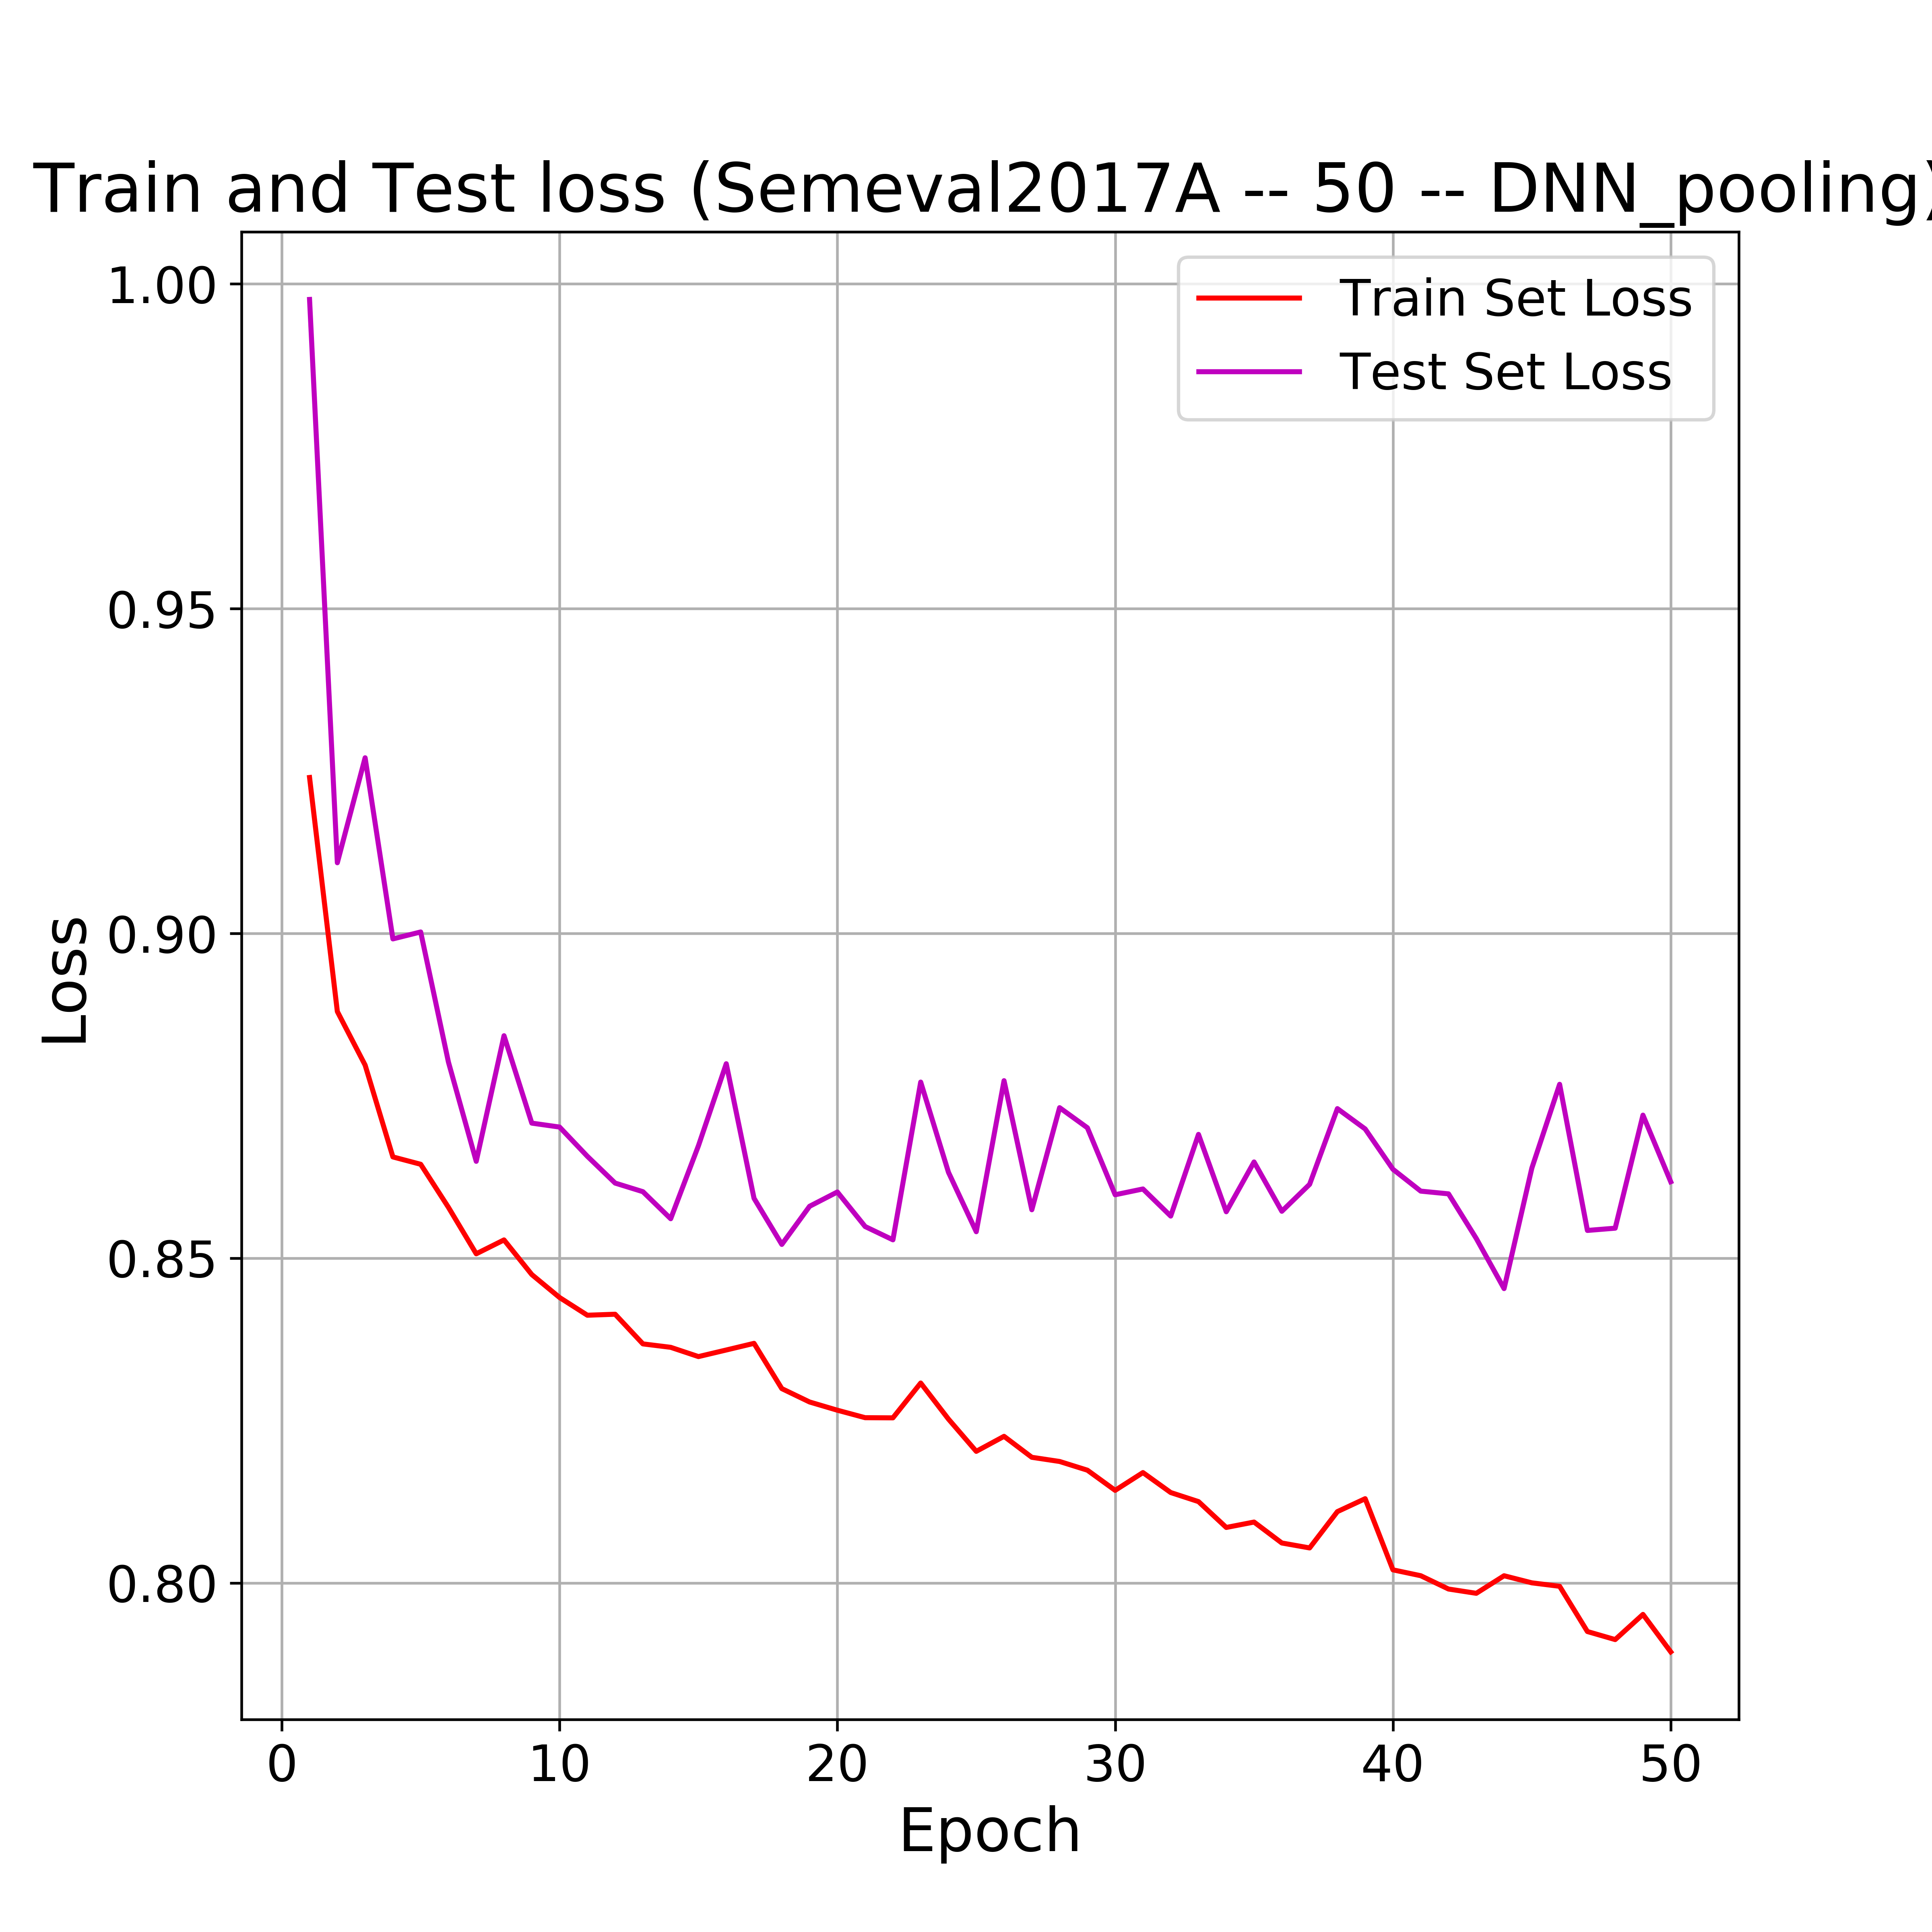 Train and Test loss (Semeval2017A -- 50 -- DNN_pooling)
Train Set Loss
Test Set Loss
1.00
0.95
0.90
0.85
0.80
Loss
0
10
20
30
40
50
Epoch